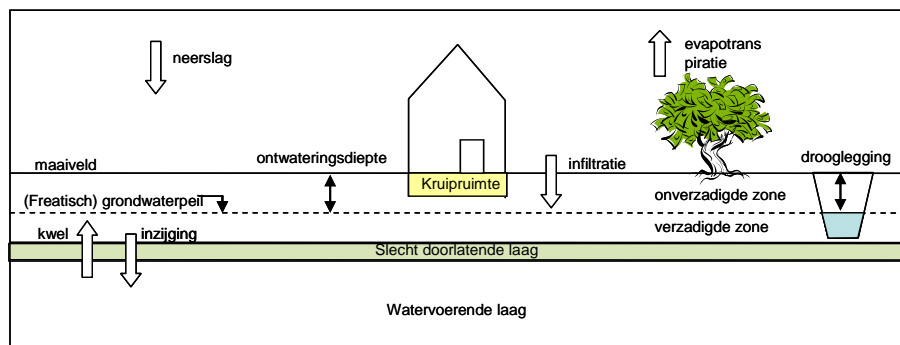 neerslag
evapotrans
piratie
maaiveld
ontwateringsdiepte
infiltratie
drooglegging
Kruipruimte
(Freatisch) grondwaterpeil
onverzadigde zone
kwel
inzijging
verzadigde zone
Slecht doorlatende laag
Watervoerende laag